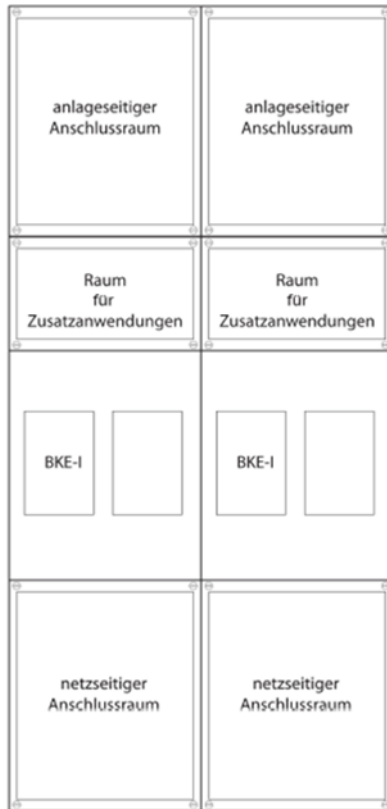 anlageseitiger
Anschlussraum
anlageseitiger
Anschlussraum
Raum
für
Zusatzanwendungen
Raum
für
Zusatzanwendungen
BKE-I
BKE-I
netzseitiger
Anschlussraum
netzseitiger
Anschlussraum